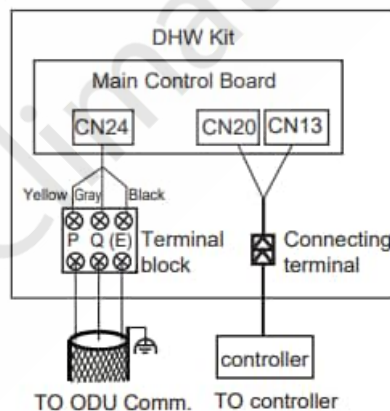 DHW Kit
Main Control Board
CN24 CN20 CN13
Yellow Gray Black
P Q (E)
Terminal block
Connecting terminal
controller
TO ODU Comm. TO controller
Climat